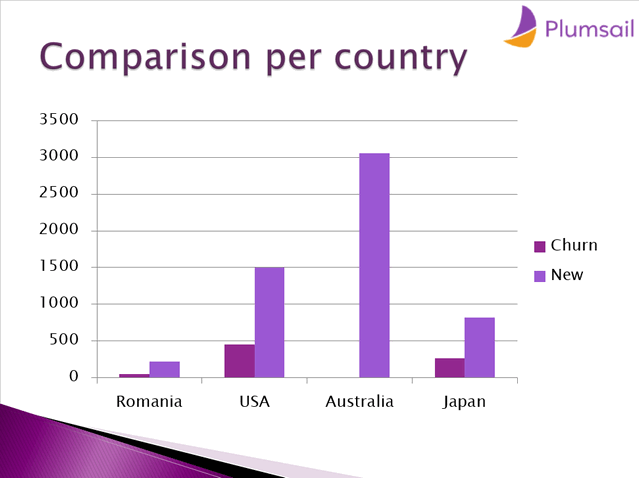 Plumsail
Comparison per country
3500
3000
2500
2000
1500
1000
500
0
Romania USA Australia Japan
Churn
New